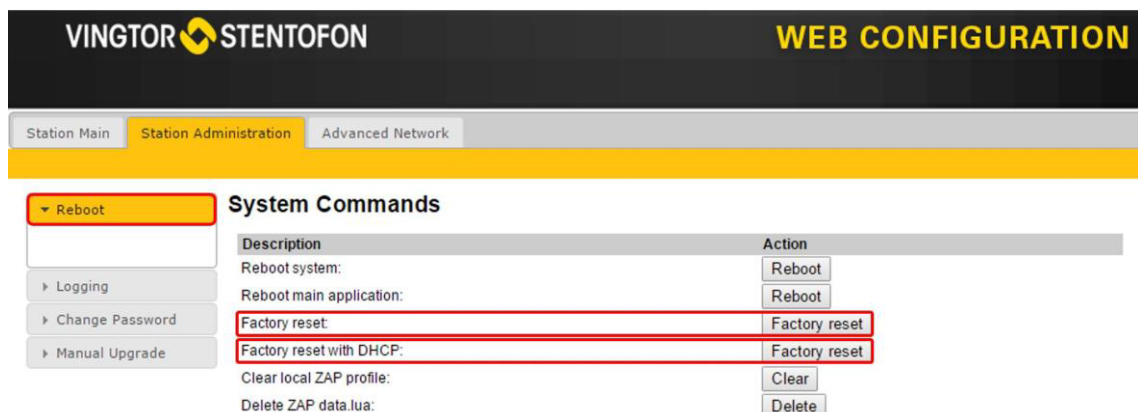 VINGTOR STENTOFON
WEB CONFIGURATION
Station Main Station Administration Advanced Network
Reboot
Logging
Change Password
Manual Upgrade
System Commands
Description Action
Reboot system: Reboot
Reboot main application: Reboot
Factory reset: Factory reset
Factory reset with DHCP: Factory reset
Clear local ZAP profile: Clear
Delete ZAP data.lua: Delete